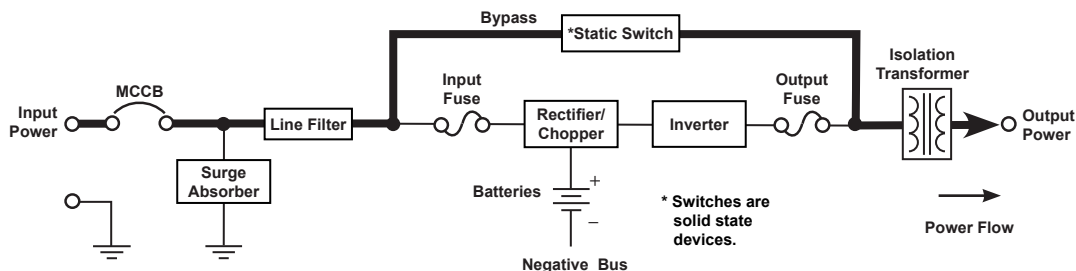 Bypass
*Static Switch
Isolation
Transformer
MCCB
Input
Fuse
Output
Fuse
Input
Power
Line Filter
Rectifier/
Chopper
Inverter
Output
Power
Surge
Absorber
Batteries
+
–
* Switches are
solid state
devices.
Power Flow
Negative Bus